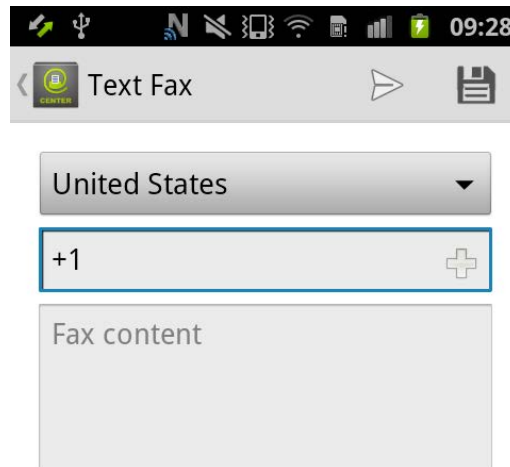 09:28
CENTER
Text Fax
United States
+1
Fax content